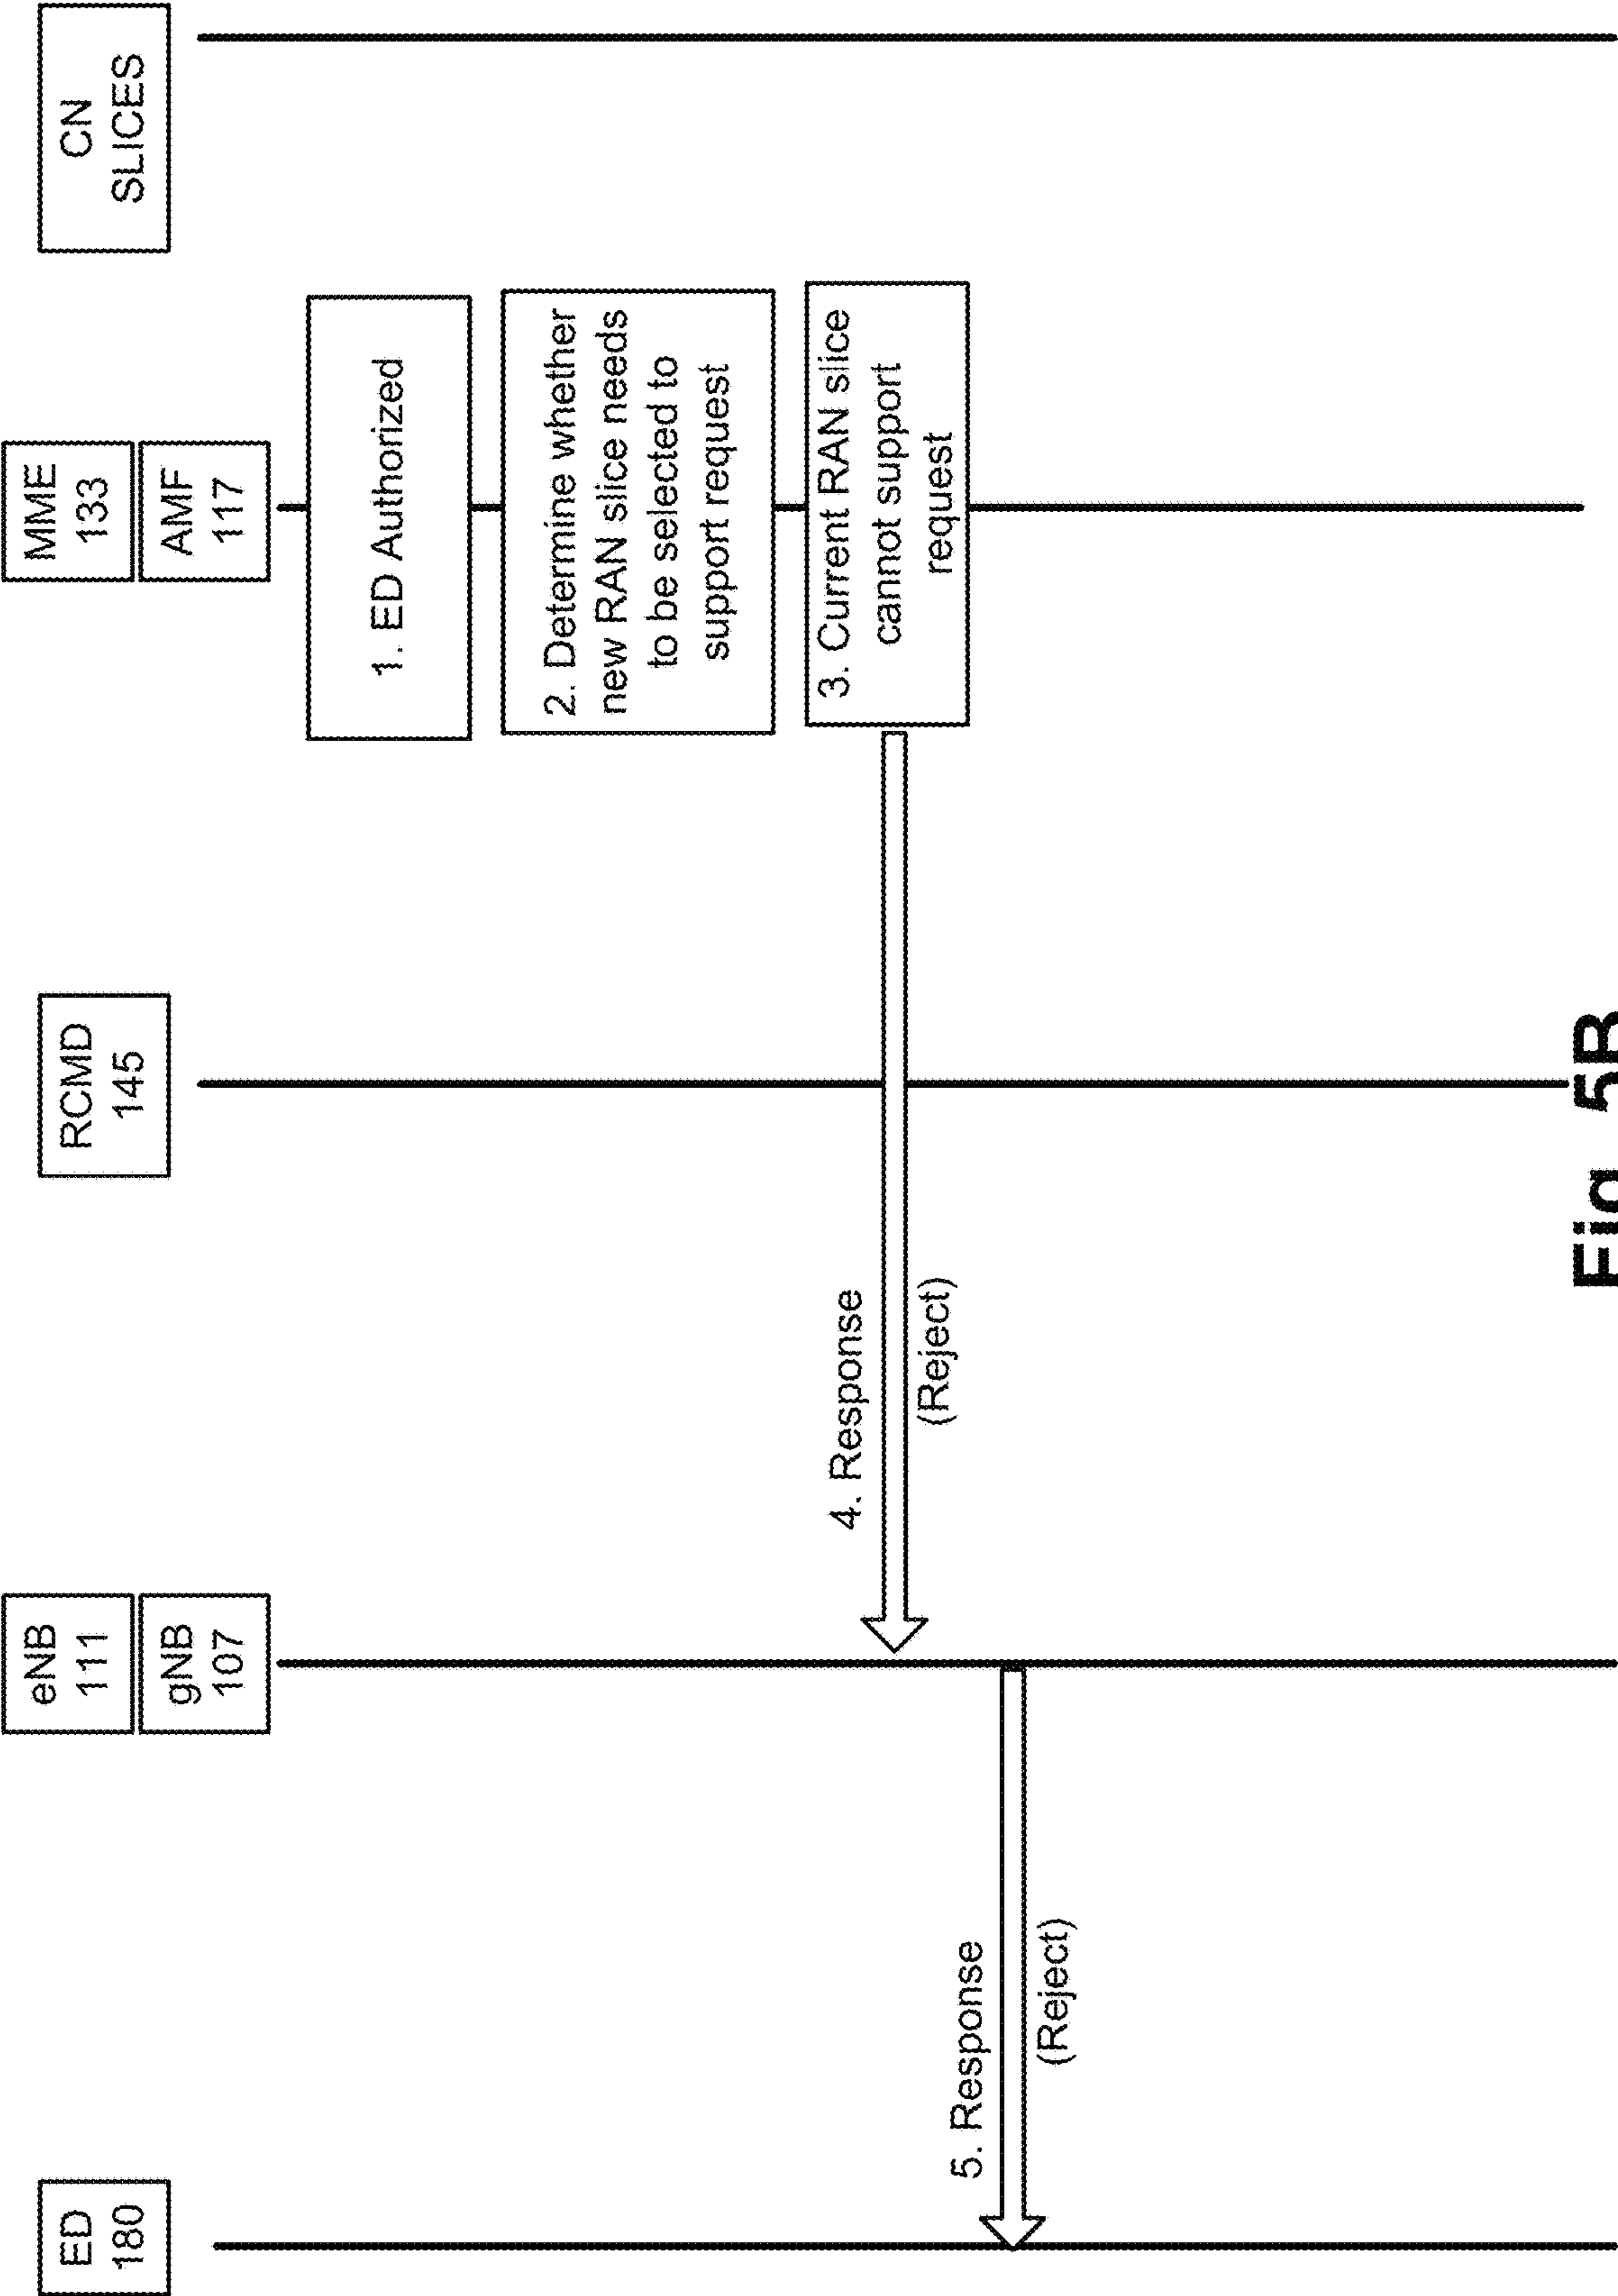 ED
180
eNB
111
gNB
107
RCMD
145
MME
133
AMF
117
CN
SLICES
1. ED Authorized
2. Determine whether
new RAN slice needs
to be selected to
support request
3. Current RAN slice
cannot support
request
4. Response
(Reject)
5. Response
(Reject)
Fig. 5B